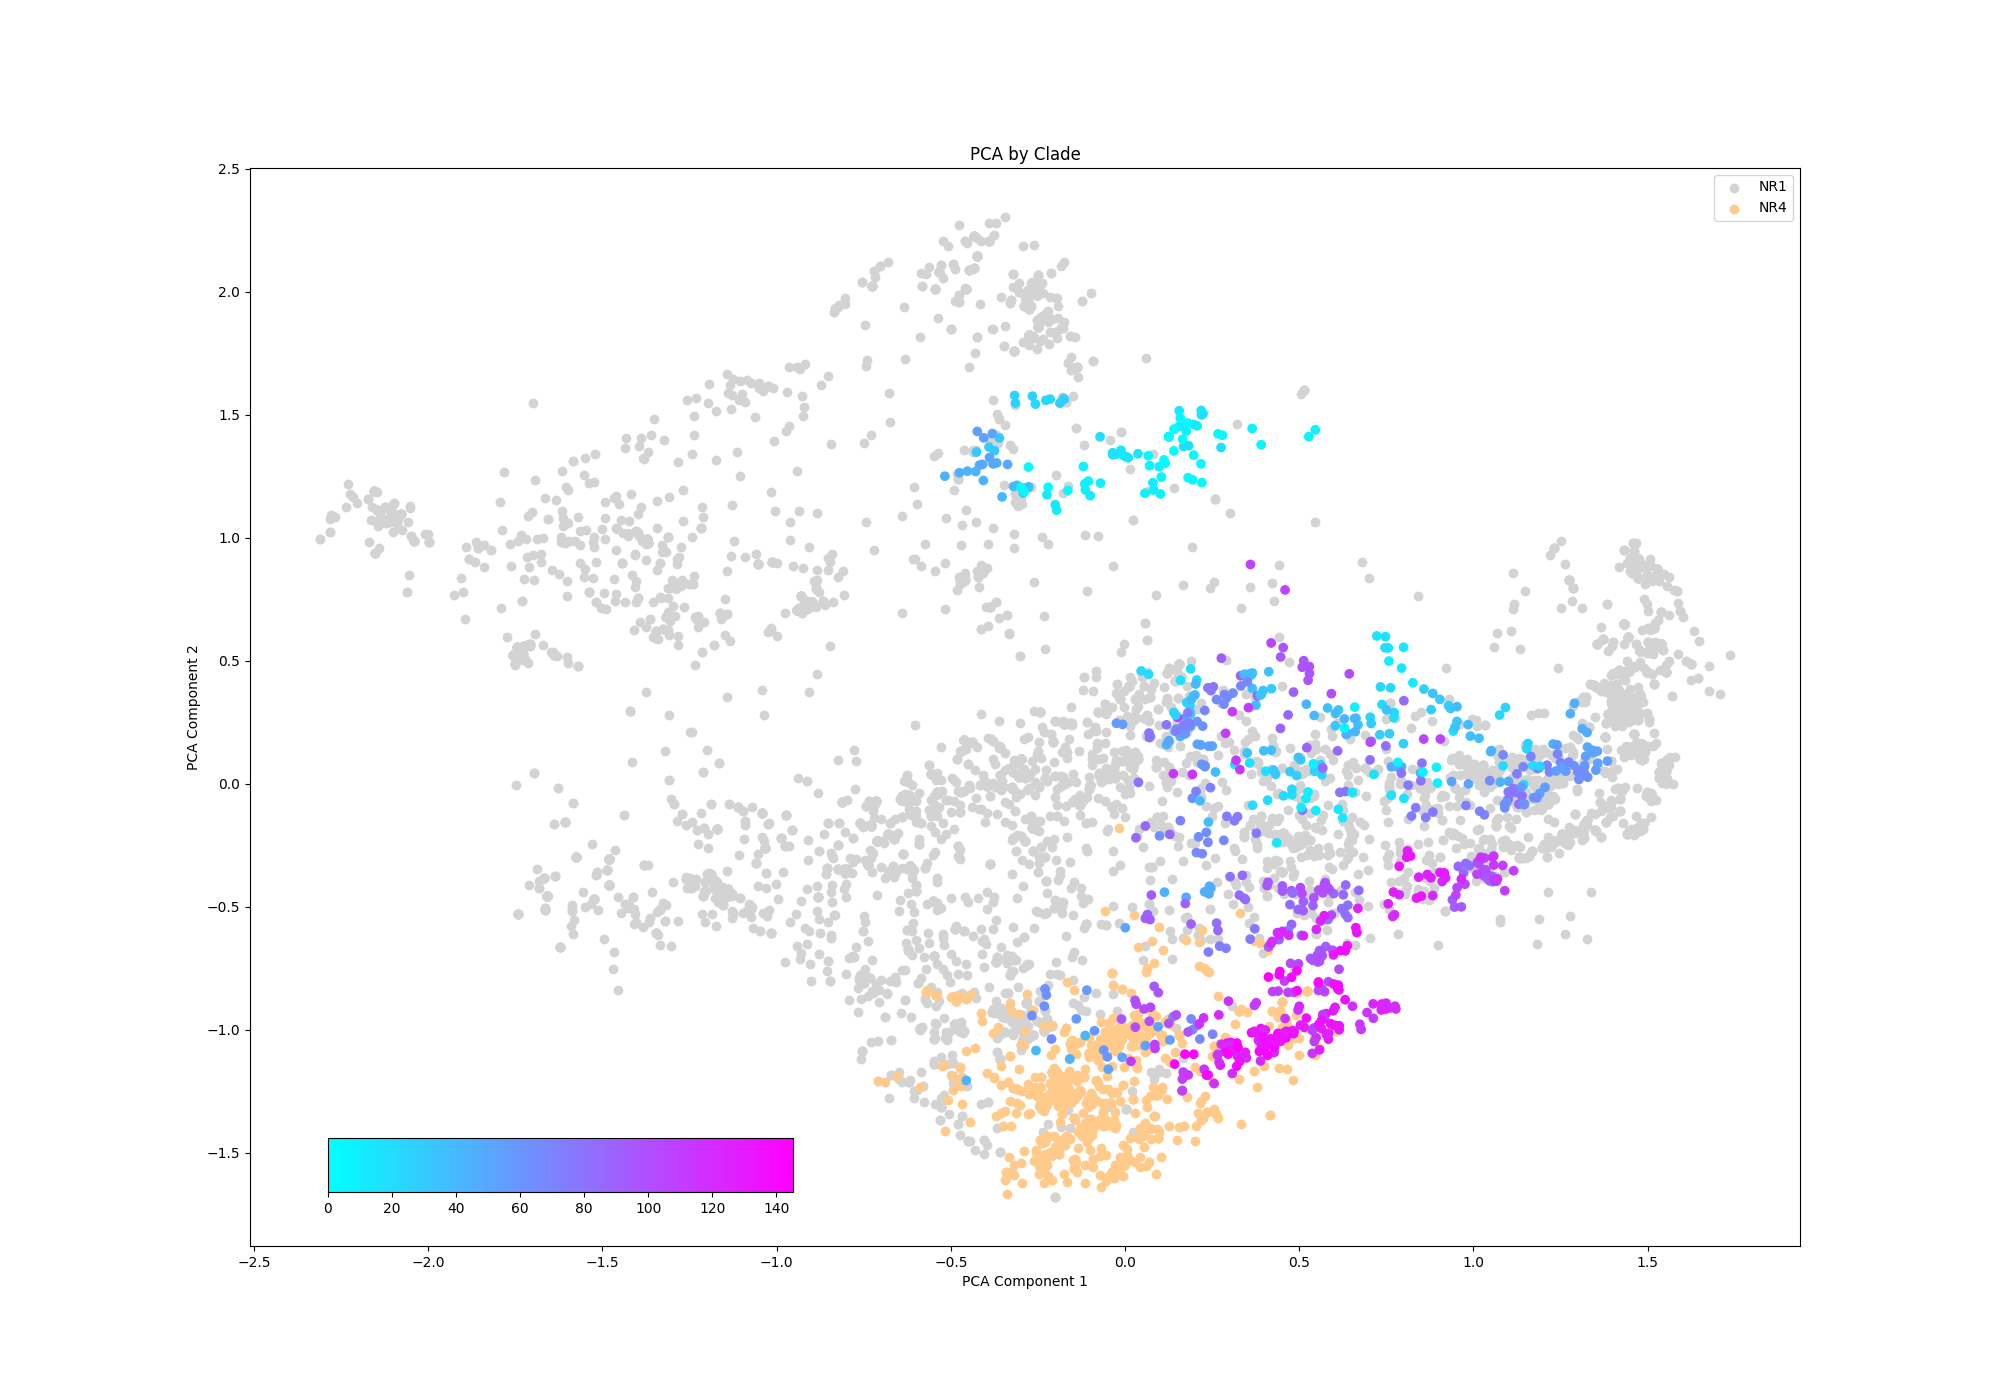 PCA by Clade
NR1
NR4
2.5
2.0
1.5
1.0
0.5
0.0
−0.5
−1.0
−1.5
PCA Component 2
0 20 40 60 80 100 120 140
−2.5 −2.0 −1.5 −1.0 −0.5 0.0 0.5 1.0 1.5
PCA Component 1